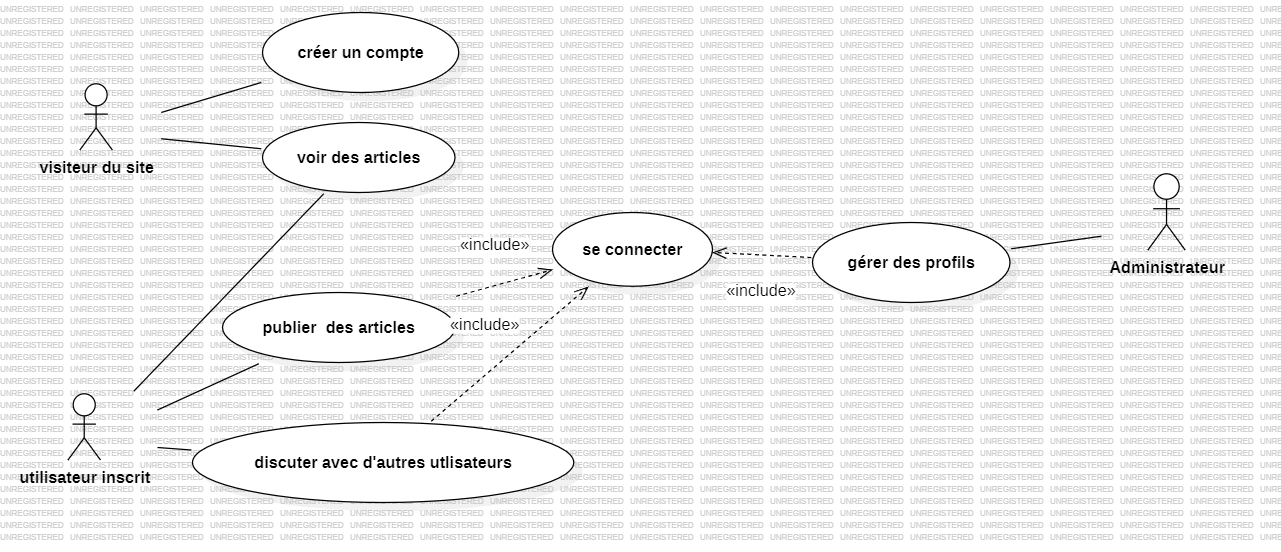 créer un compte
voir des articles
visiteur du site
se connecter
«include»
gérer des profils
Administrateur
«include»
publier  des articles
«include»
discuter avec d'autres utlisateurs
utilisateur inscrit
UNREGISTERED